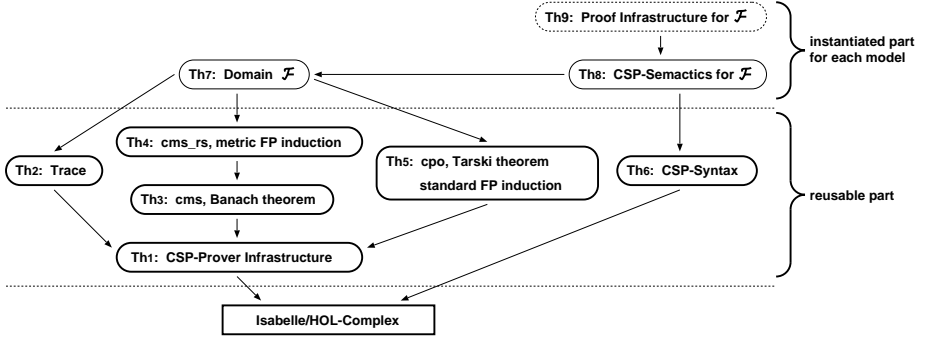 Th9: Proof Infrastructure for ℱ
instantiated part
for each model
Th7: Domain ℱ
Th8: CSP-Semactics for ℱ
Th4: cms_rs, metric FP induction
Th2: Trace
Th5: cpo, Tarski theorem
standard FP induction
Th6: CSP-Syntax
Th3: cms, Banach theorem
reusable part
Th1: CSP-Prover Infrastructure
Isabelle/HOL-Complex